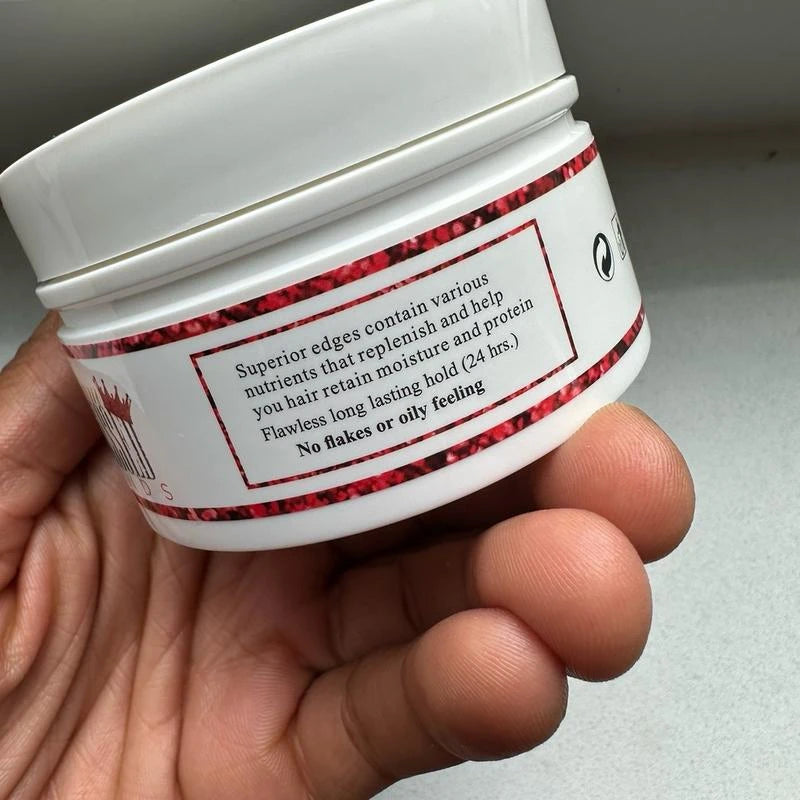 Superior edges contain various
nutrients that replenish and help
you hair retain moisture and protein
Flawless long lasting hold (24 hrs.)
No flakes or oily feeling